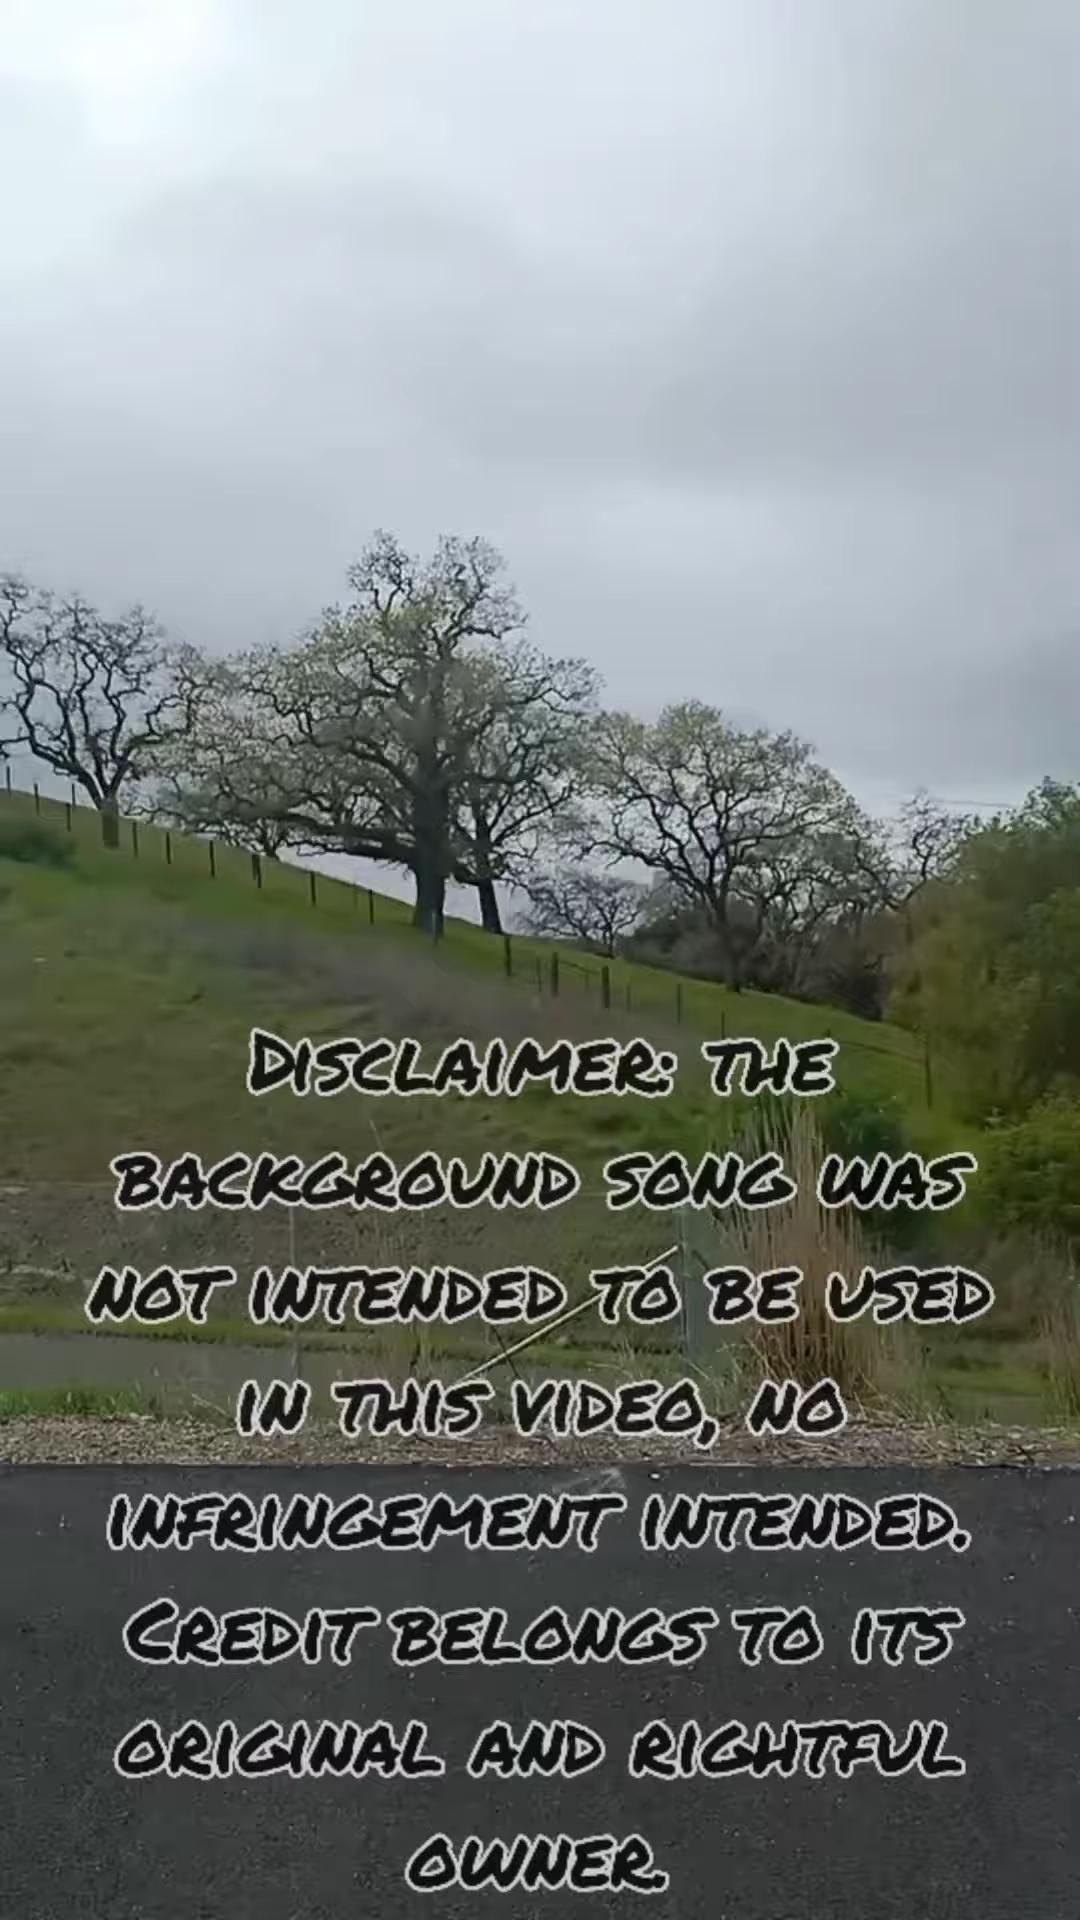 Disclaimer: the
background song was
not intended to be used
in this video, no
infringement intended.
Credit belongs to its
original and rightful
owner.